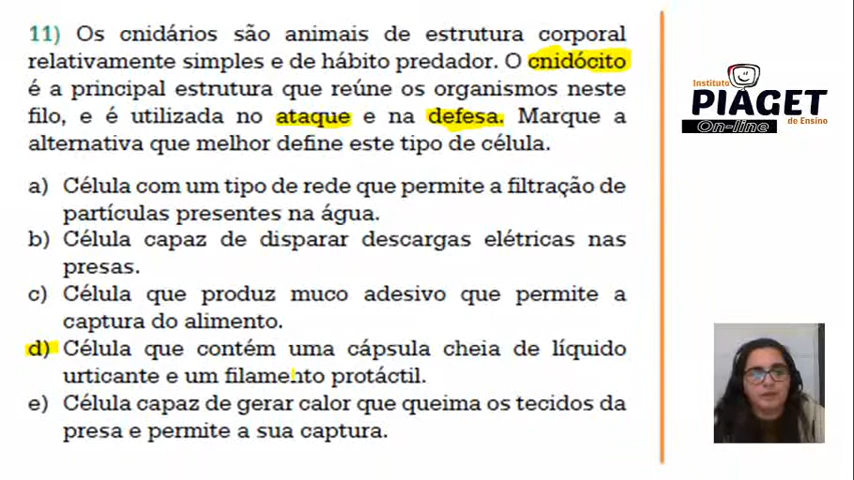 11) Os cnidários são animais de estrutura corporal
relativamente simples e de hábito predador. O cnidócito
é a principal estrutura que reúne os organismos neste
filo, e é utilizada no ataque e na defesa. Marque a
alternativa que melhor define este tipo de célula.
a) Célula com um tipo de rede que permite a filtração de
partículas presentes na água.
b) Célula capaz de disparar descargas elétricas nas
presas.
c) Célula que produz muco adesivo que permite a
captura do alimento.
d) Célula que contém uma cápsula cheia de líquido
urticante e um filamento protáctil.
e) Célula capaz de gerar calor que queima os tecidos da
presa e permite a sua captura.
Instituto
PIAGET
On-line de Ensino